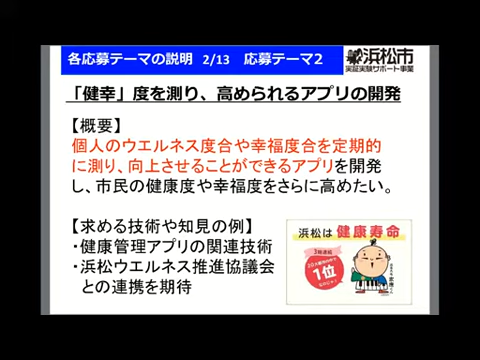 各応募テーマの説明 2/13 応募テーマ2
浜松市
実証実験サポート事業
「健幸」度を測り、高められるアプリの開発
【概要】
個人のウエルネス度合や幸福度合を定期的
に測り、向上させることができるアプリを開発
し、市民の健康度や幸福度をさらに高めたい。
【求める技術や知見の例】
・健康管理アプリの関連技術
・浜松ウエルネス推進協議会
との連携を期待
浜松は 健康寿命
3期連続
1位